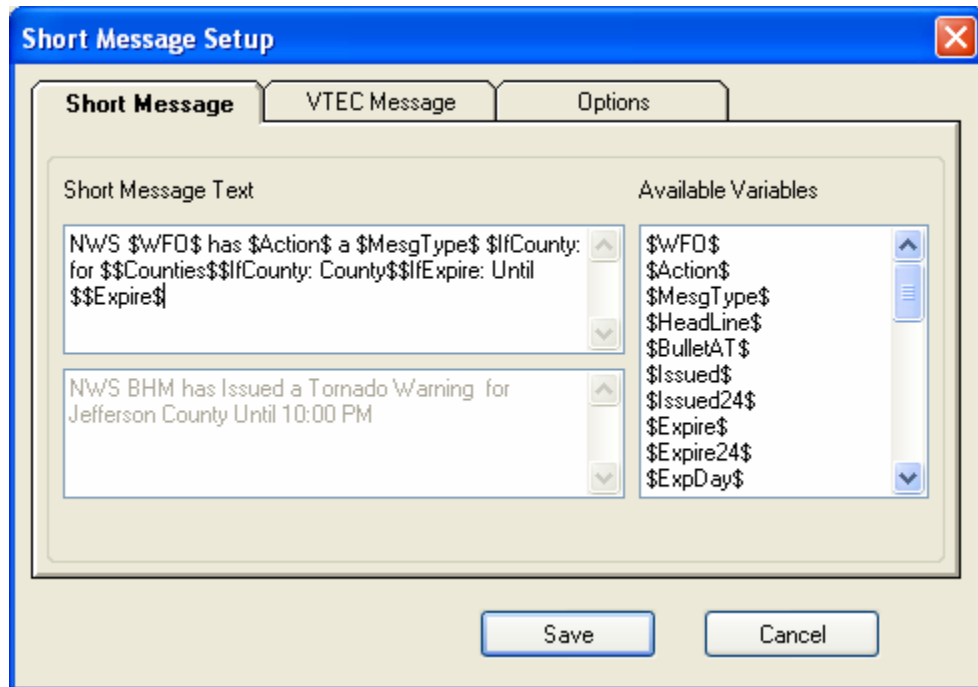 Short Message Setup
Short Message
VTEC Message
Options
Short Message Text
NWS $WFO$ has $Action$ a $MesgType$ $IfCounty:
for $$Counties$$IfCounty: County$$IfExpire: Until
$$Expire$
NWS BHM has Issued a Tornado Warning  for
Jefferson County Until 10:00 PM
Available Variables
$WFO$
$Action$
$MesgType$
$HeadLine$
$BulletAT$
$Issued$
$Issued24$
$Expire$
$Expire24$
$ExpDay$
Save
Cancel